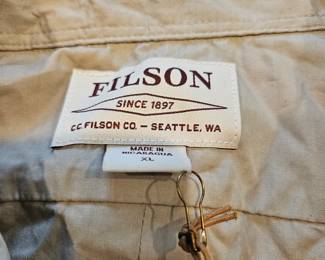 FILSON
SINCE 1897
C.C. FILSON CO. – SEATTLE, WA
MADE IN
NICARAGUA
XL